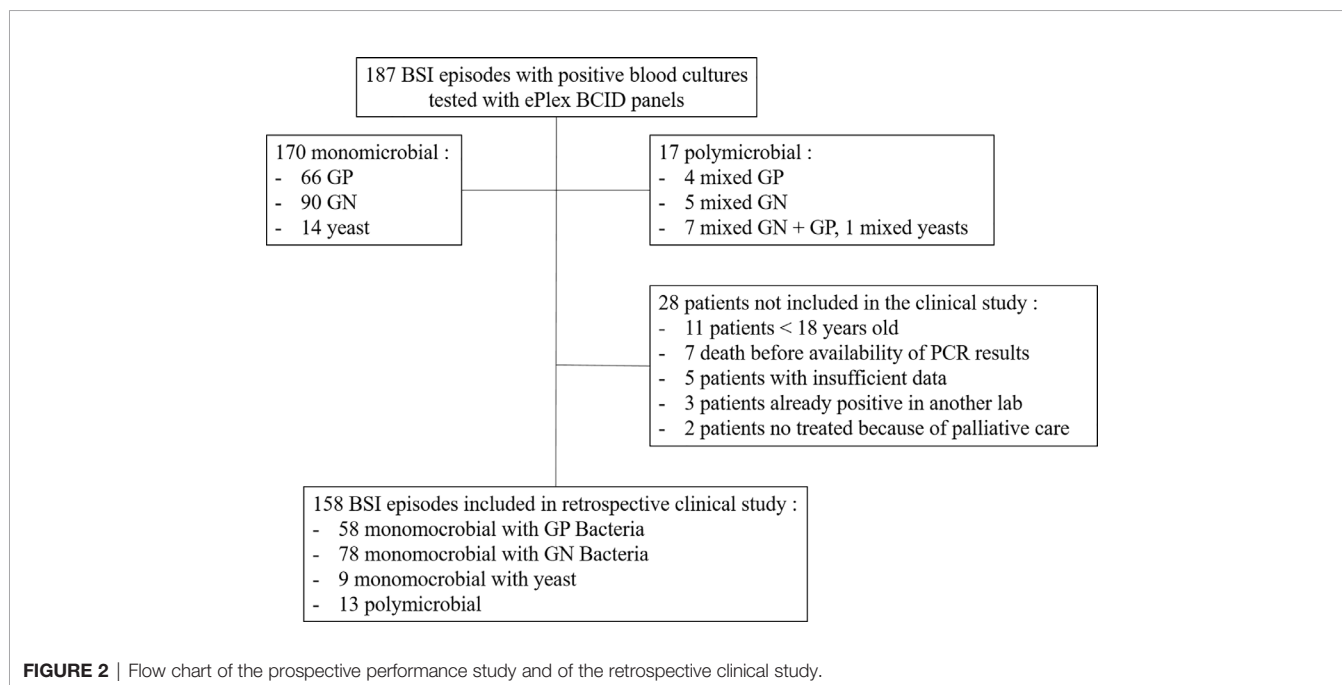 187 BSI episodes with positive blood cultures
tested with ePlex BCID panels
170 monomicrobial :
- 66 GP
- 90 GN
- 14 yeast
17 polymicrobial :
- 4 mixed GP
- 5 mixed GN
- 7 mixed GN + GP, 1 mixed yeasts
28 patients not included in the clinical study :
- 11 patients < 18 years old
- 7 death before availability of PCR results
- 5 patients with insufficient data
- 3 patients already positive in another lab
- 2 patients no treated because of palliative care
158 BSI episodes included in retrospective clinical study :
- 58 monomocrobial with GP Bacteria
- 78 monomocrobial with GN Bacteria
- 9 monomocrobial with yeast
- 13 polymicrobial
FIGURE 2 | Flow chart of the prospective performance study and of the retrospective clinical study.